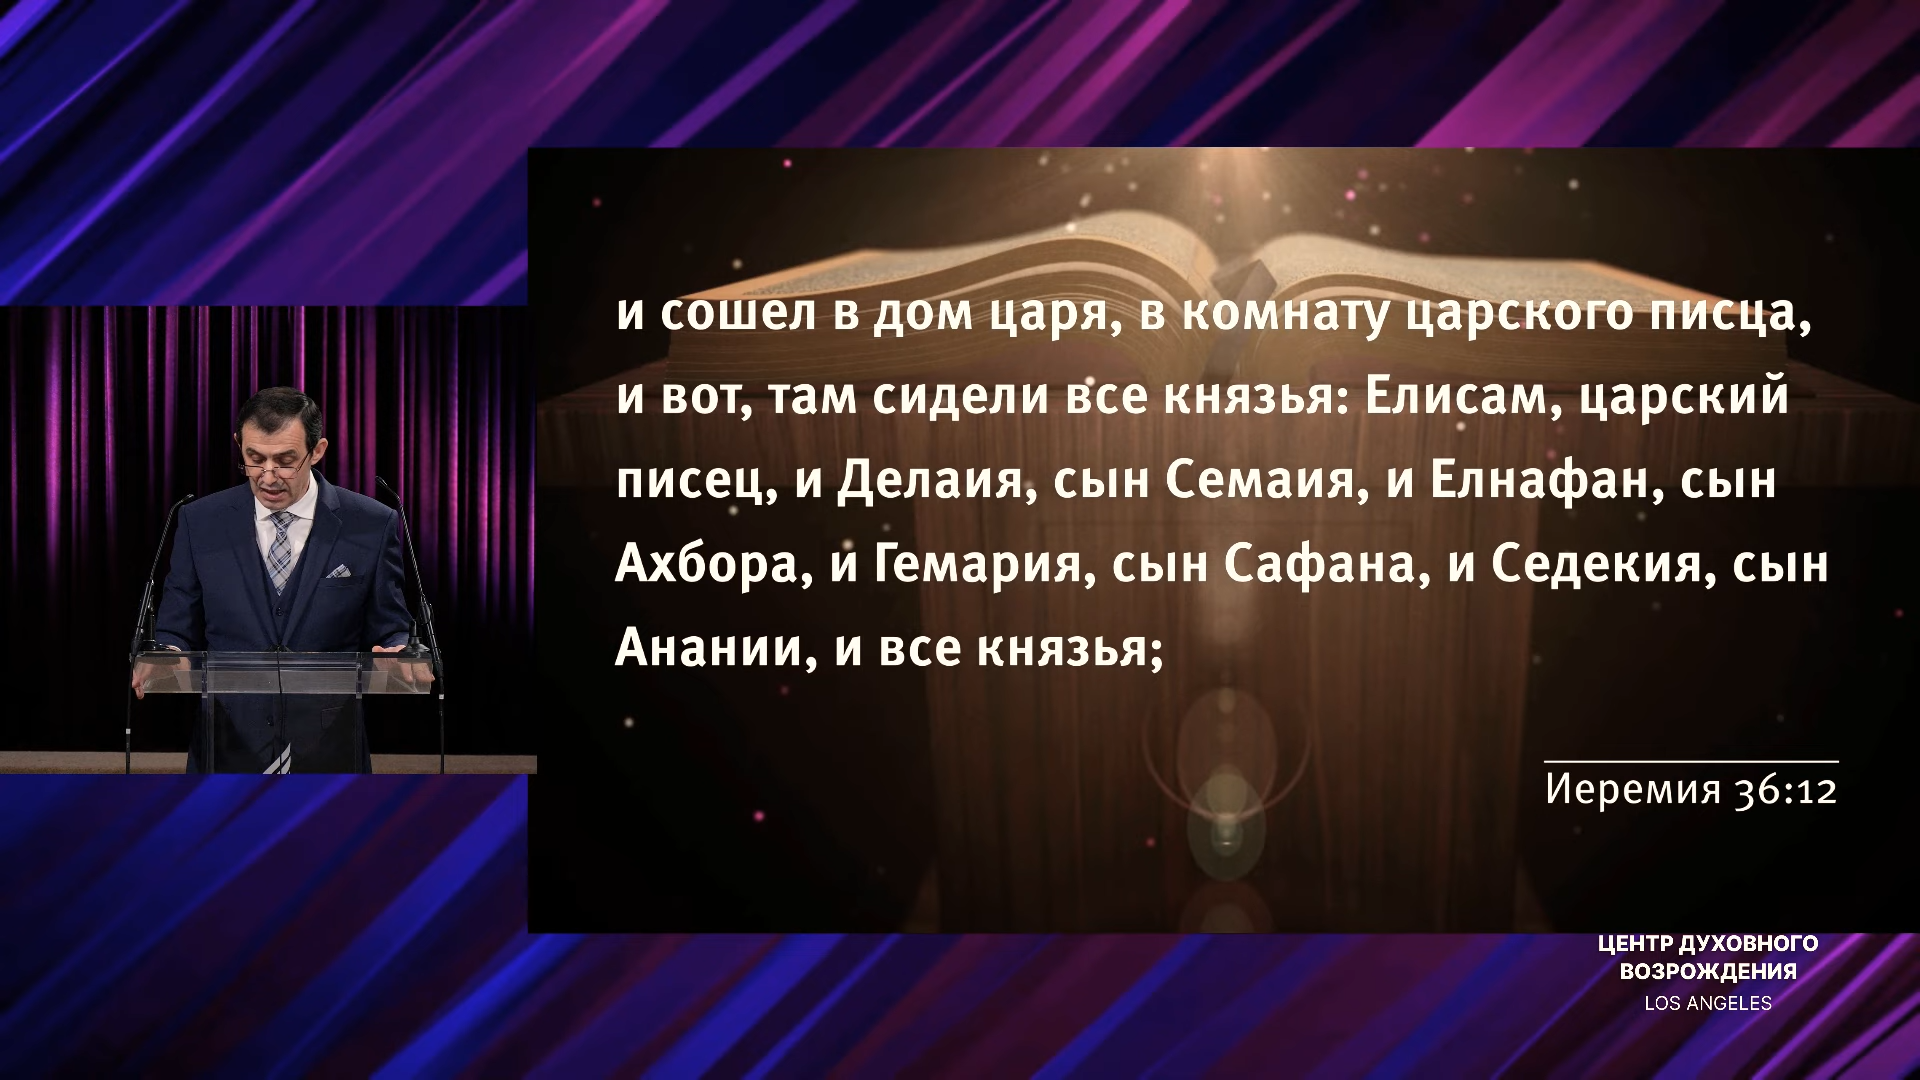 и сошел в дом царя, в комнату царского писца,
и вот, там сидели все князья: Елисам, царский
писец, и Делаия, сын Семаия, и Елнафан, сын
Ахбора, и Гемария, сын Сафана, и Седекия, сын
Анании, и все князья;
Иеремия 36:12
ЦЕНТР ДУХОВНОГО
ВОЗРОЖДЕНИЯ
LOS ANGELES